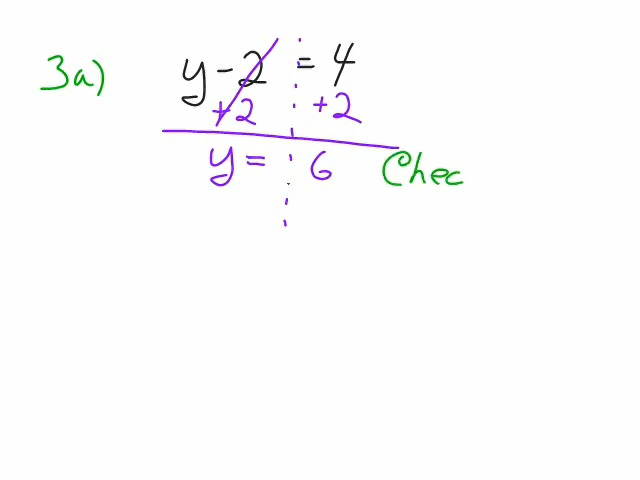 3a) y - 2 = 4
+2 +2
y = 6 Chec